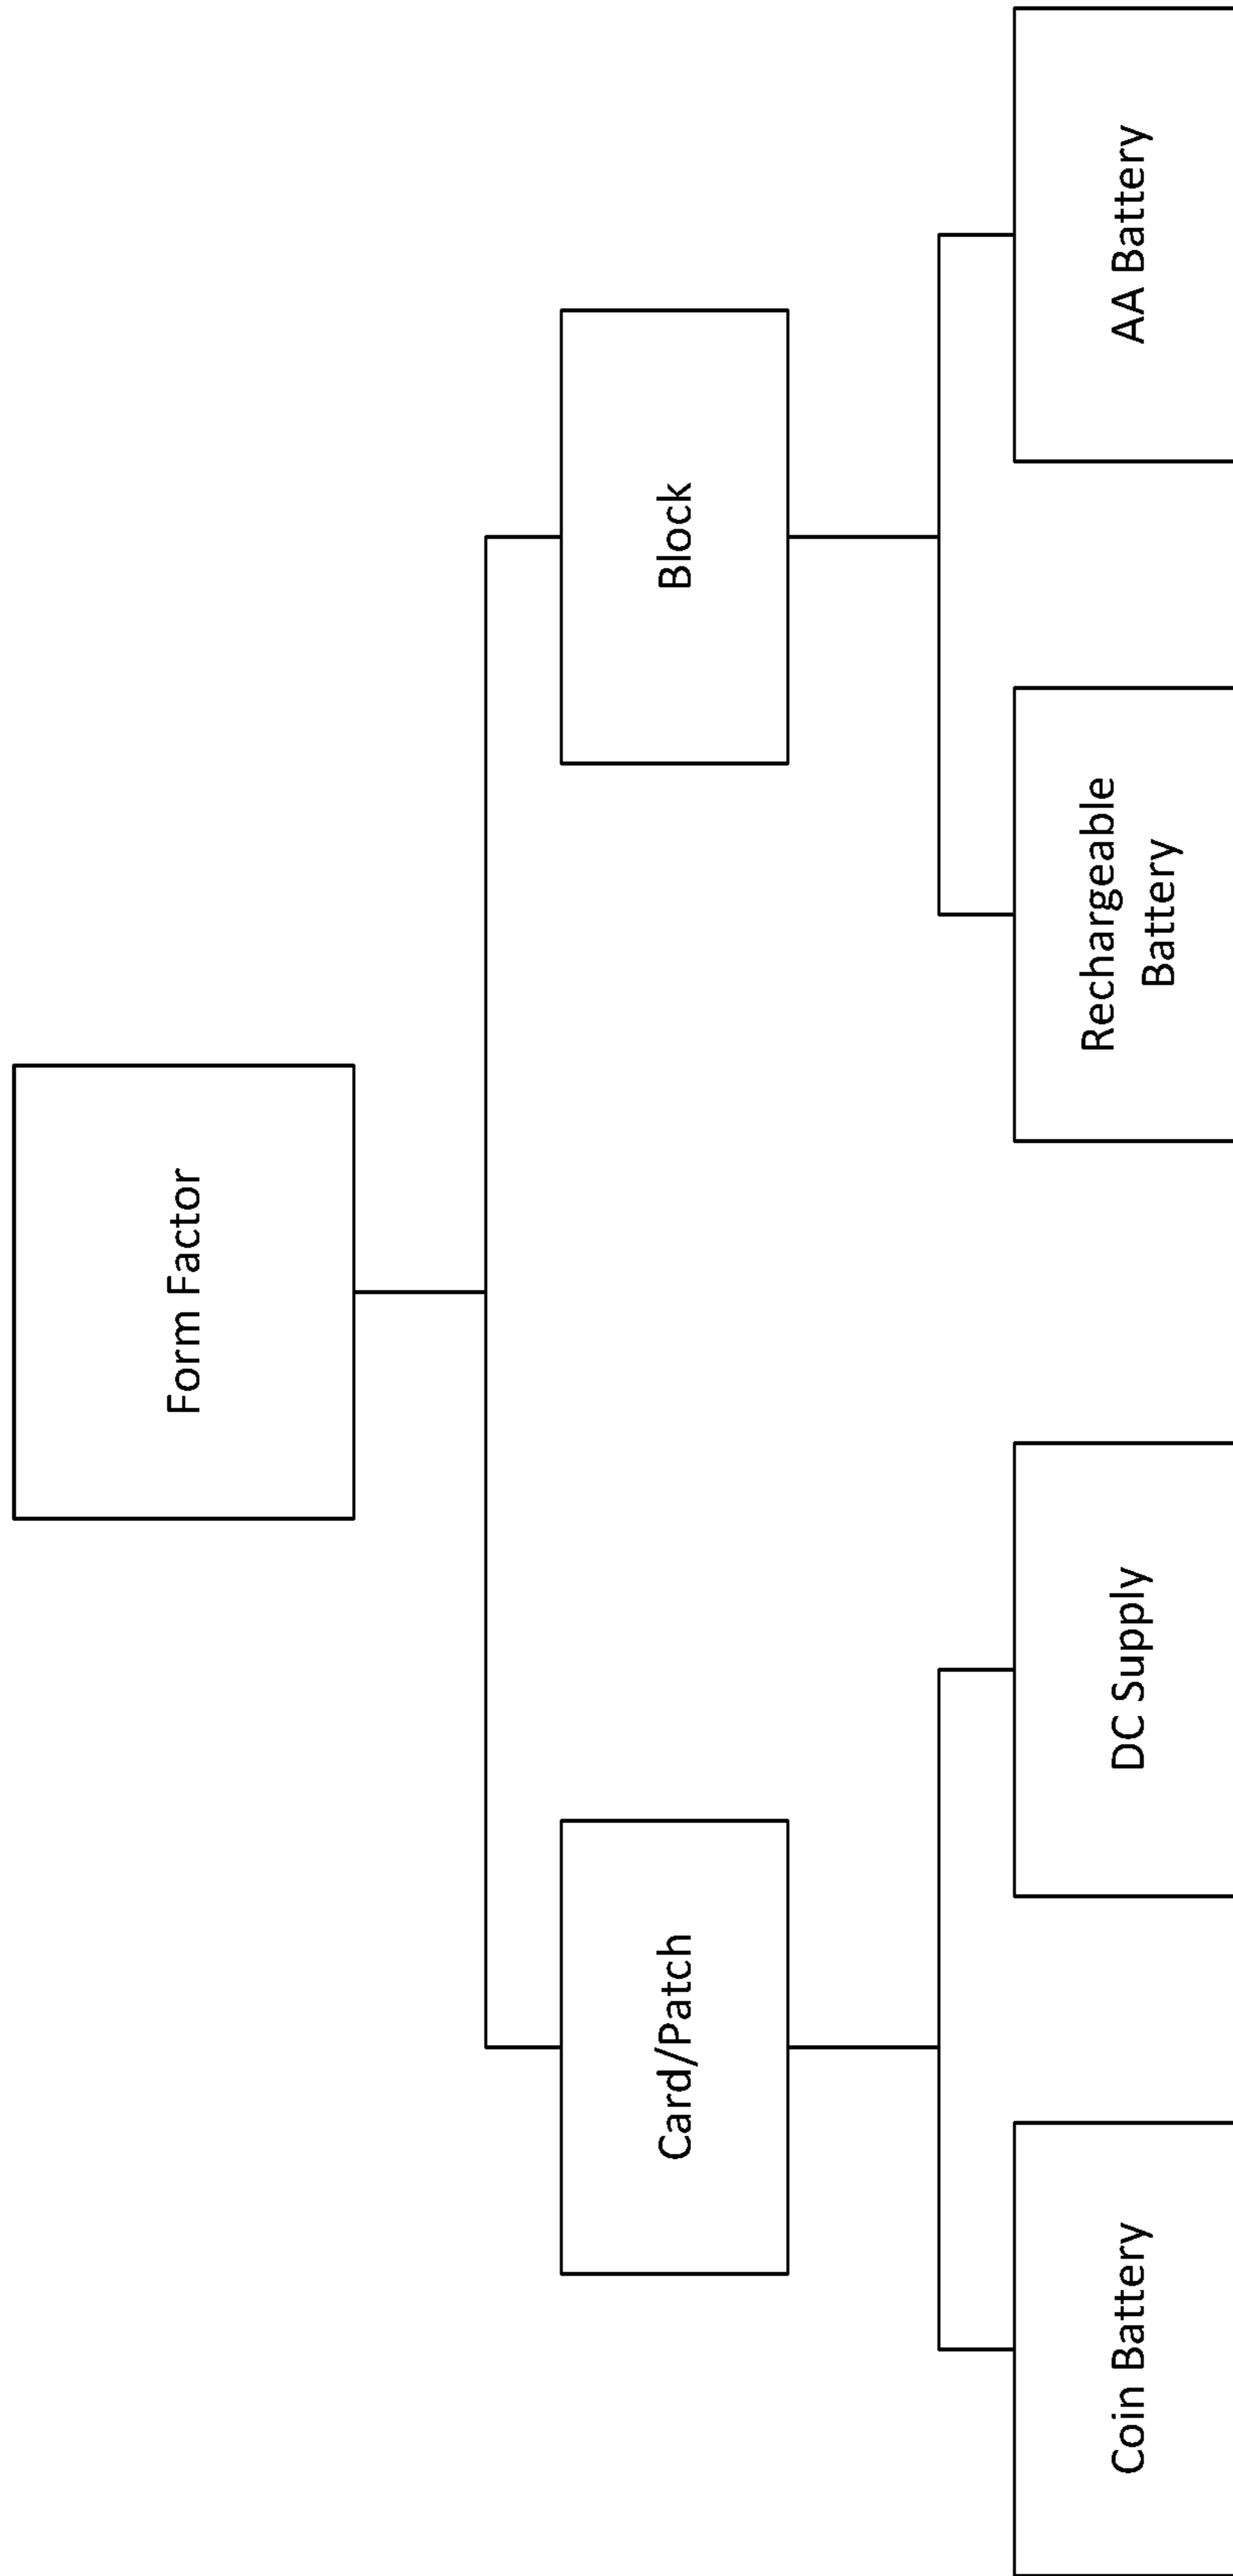 Form Factor
Card/Patch
Block
Coin Battery
DC Supply
Rechargeable
Battery
AA Battery